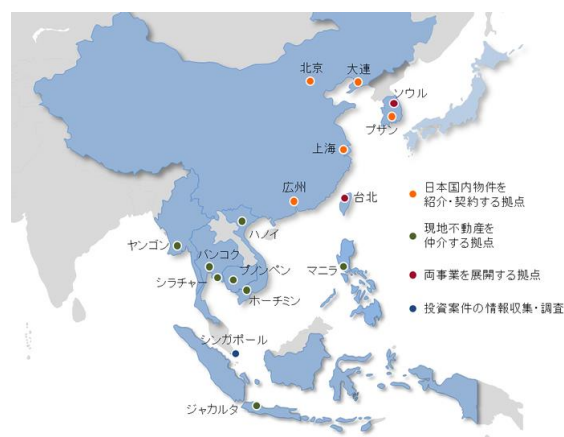 北京
大連
ソウル
プサン
上海
広州
台北
ハノイ
ヤンゴン
バンコク
プノンペン
シラチャー
ホーチミン
マニラ
シンガポール
ジャカルタ
日本国内物件を
紹介・契約する拠点
現地不動産を
仲介する拠点
両事業を展開する拠点
投資案件の情報収集・調査